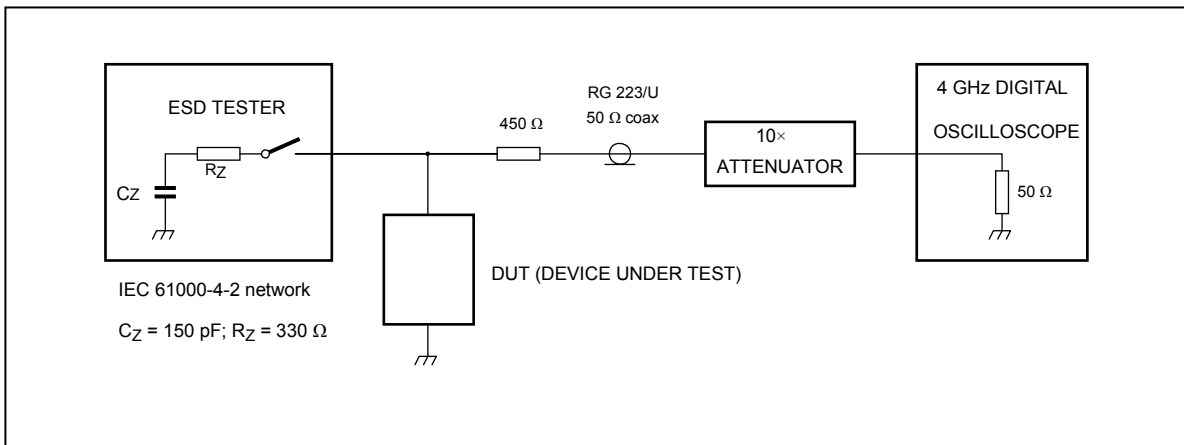 ESD TESTER
RZ
CZ
IEC 61000-4-2 network
CZ = 150 pF; RZ = 330 Ω
450 Ω
RG 223/U
50 Ω coax
10×
ATTENUATOR
DUT (DEVICE UNDER TEST)
4 GHz DIGITAL
OSCILLOSCOPE
50 Ω